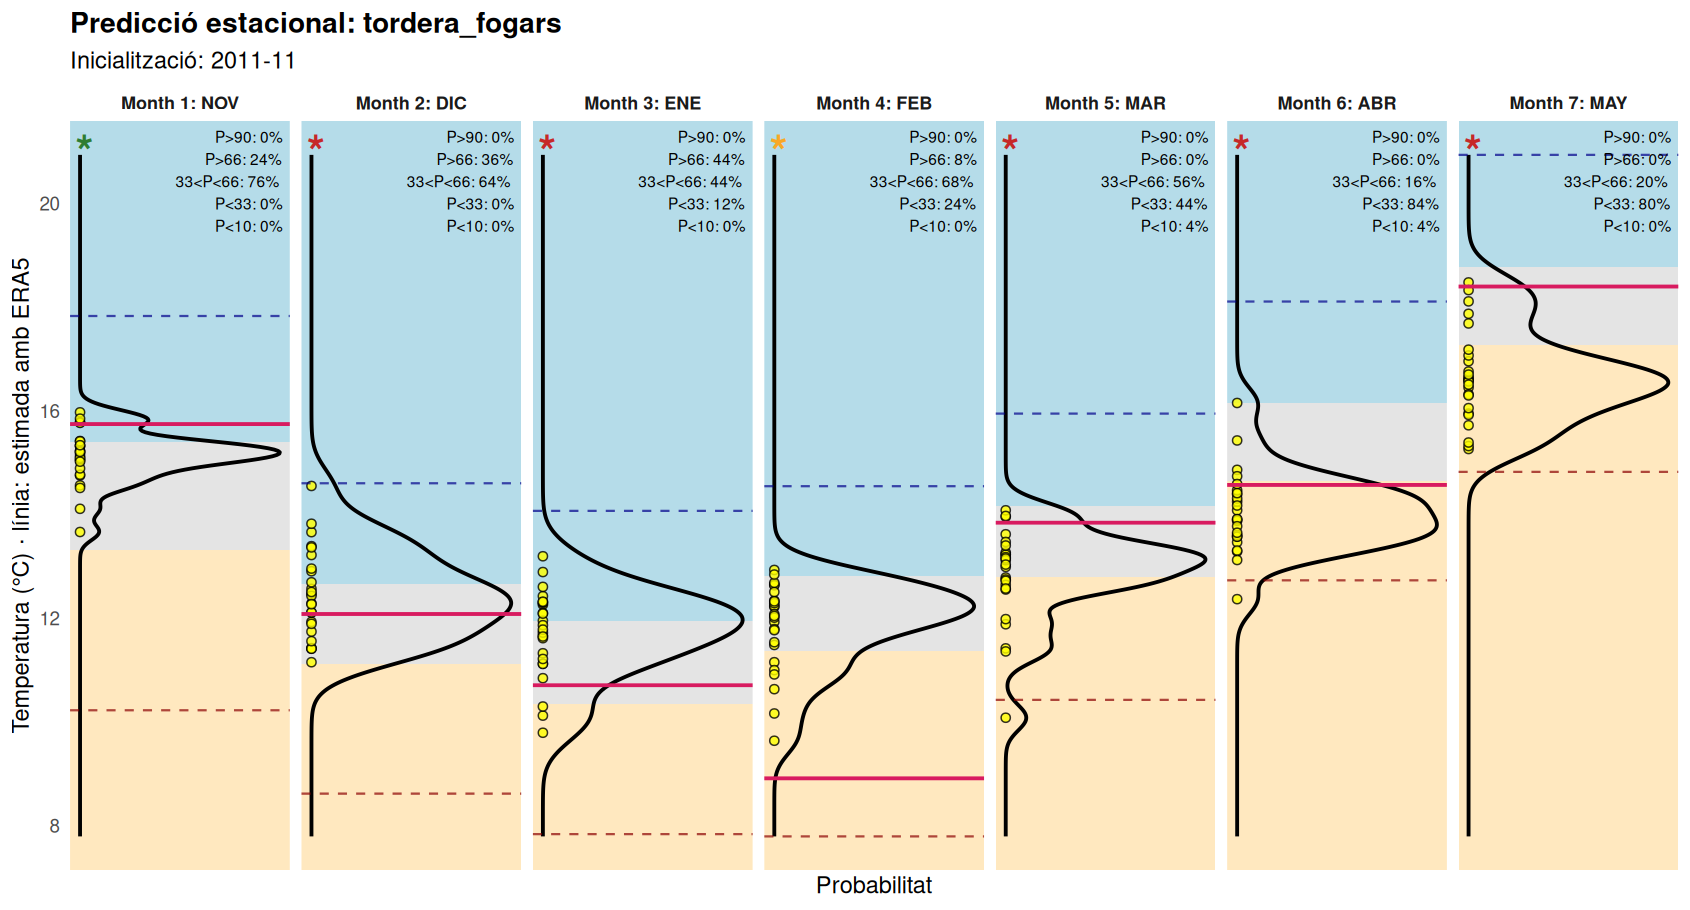 Predicció estacional: tordera_fogars
Inicialització: 2011-11
Month 1: NOV
Month 2: DIC
Month 3: ENE
Month 4: FEB
Month 5: MAR
Month 6: ABR
Month 7: MAY
*
P>90: 0%
P>66: 24%
33<P<66: 76%
P<33: 0%
P<10: 0%
*
P>90: 0%
P>66: 36%
33<P<66: 64%
P<33: 0%
P<10: 0%
*
P>90: 0%
P>66: 44%
33<P<66: 44%
P<33: 12%
P<10: 0%
*
P>90: 0%
P>66: 8%
33<P<66: 68%
P<33: 24%
P<10: 0%
*
P>90: 0%
P>66: 0%
33<P<66: 56%
P<33: 44%
P<10: 4%
*
P>90: 0%
P>66: 0%
33<P<66: 16%
P<33: 84%
P<10: 4%
*
P>90: 0%
P>66: 0%
33<P<66: 20%
P<33: 80%
P<10: 0%
20
16
12
8
Temperatura (°C) · línia: estimada amb ERA5
Probabilitat